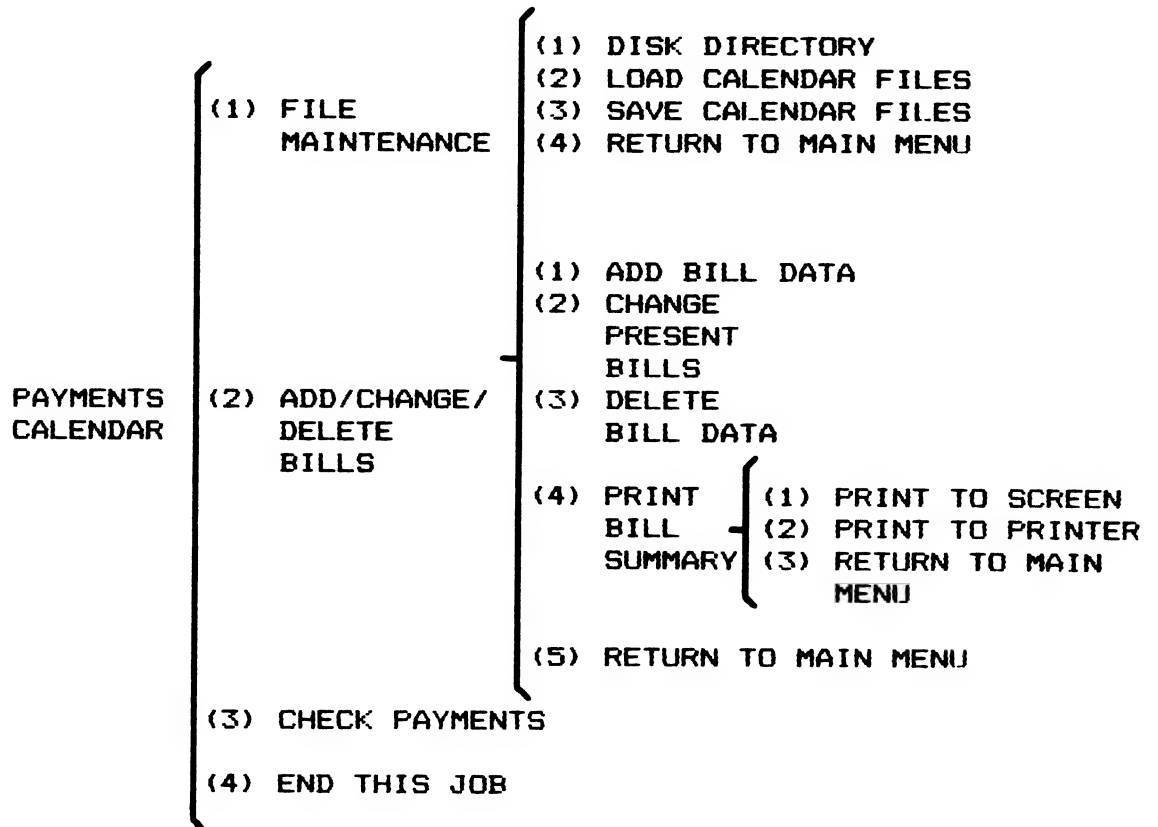 (1) DISK DIRECTORY
(2) LOAD CALENDAR FILES
(1) FILE
MAINTENANCE
(3) SAVE CALENDAR FILES
(4) RETURN TO MAIN MENU
(1) ADD BILL DATA
(2) CHANGE
PRESENT
BILLS
PAYMENTS
CALENDAR
(2) ADD/CHANGE/
DELETE
BILLS
(3) DELETE
BILL DATA
(4) PRINT
BILL
SUMMARY
(1) PRINT TO SCREEN
(2) PRINT TO PRINTER
(3) RETURN TO MAIN
MENU
(5) RETURN TO MAIN MENU
(3) CHECK PAYMENTS
(4) END THIS JOB